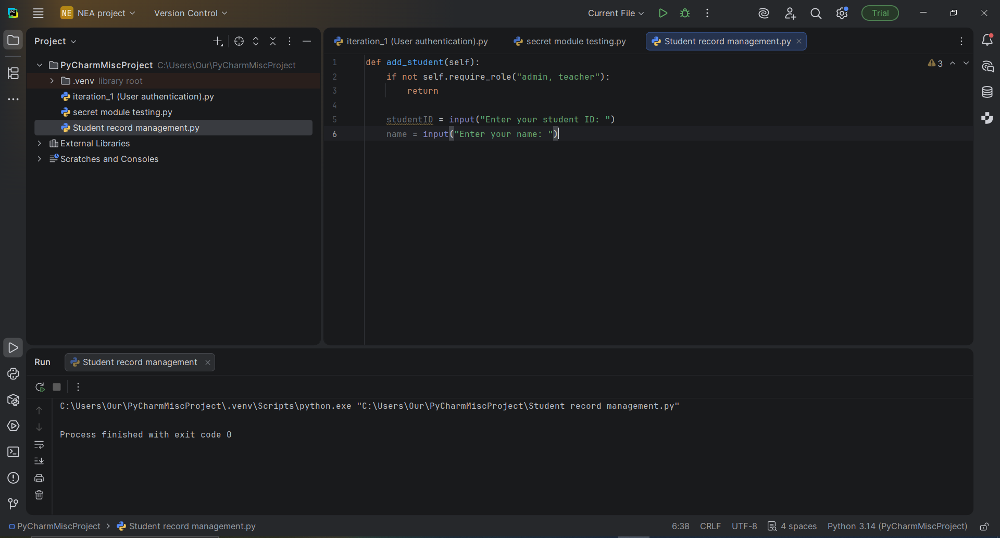 NE NEA project Version Control Current File Trial
Project
PyCharmMiscProject C:\Users\Our\PyCharmMiscProject
.venv library root
iteration_1 (User authentication).py
secret module testing.py
Student record management.py
External Libraries
Scratches and Consoles
iteration_1 (User authentication).py secret module testing.py Student record management.py
1 def add_student(self):
2 if not self.require_role("admin, teacher"):
3 return
4
5 studentID = input("Enter your student ID: ")
6 name = input("Enter your name: ")
3
Run Student record management
C:\Users\Our\PyCharmMiscProject\.venv\Scripts\python.exe "C:\Users\Our\PyCharmMiscProject\Student record management.py"
Process finished with exit code 0
PyCharmMiscProject Student record management.py 6:38 CRLF UTF-8 4 spaces Python 3.14 (PyCharmMiscProject)